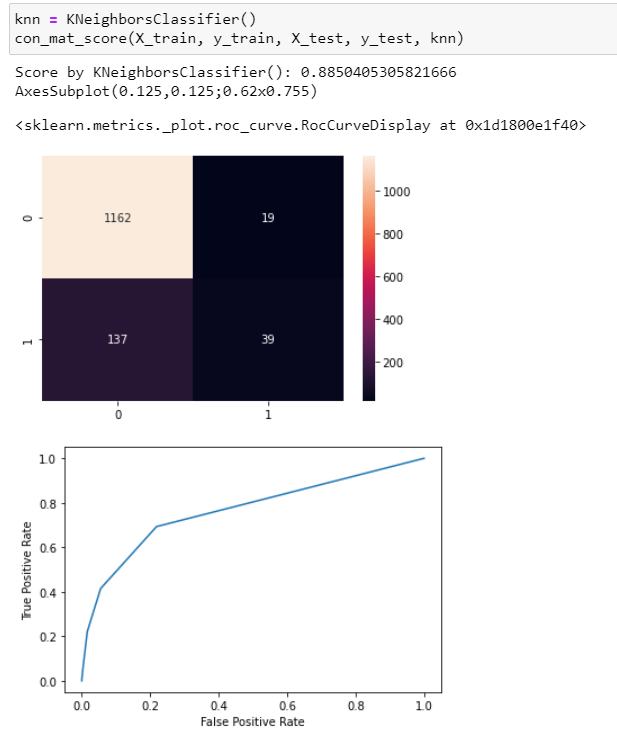 knn = KNeighborsClassifier()
con_mat_score(X_train, y_train, X_test, y_test, knn)
Score by KNeighborsClassifier(): 0.8850405305821666
AxesSubplot(0.125,0.125;0.62x0.755)
<sklearn.metrics._plot.roc_curve.RocCurveDisplay at 0x1d1800e1f40>
0
1162
19
1
137
39
0
1
1000
800
600
400
200
True Positive Rate
1.0
0.8
0.6
0.4
0.2
0.0
0.0 0.2 0.4 0.6 0.8 1.0
False Positive Rate